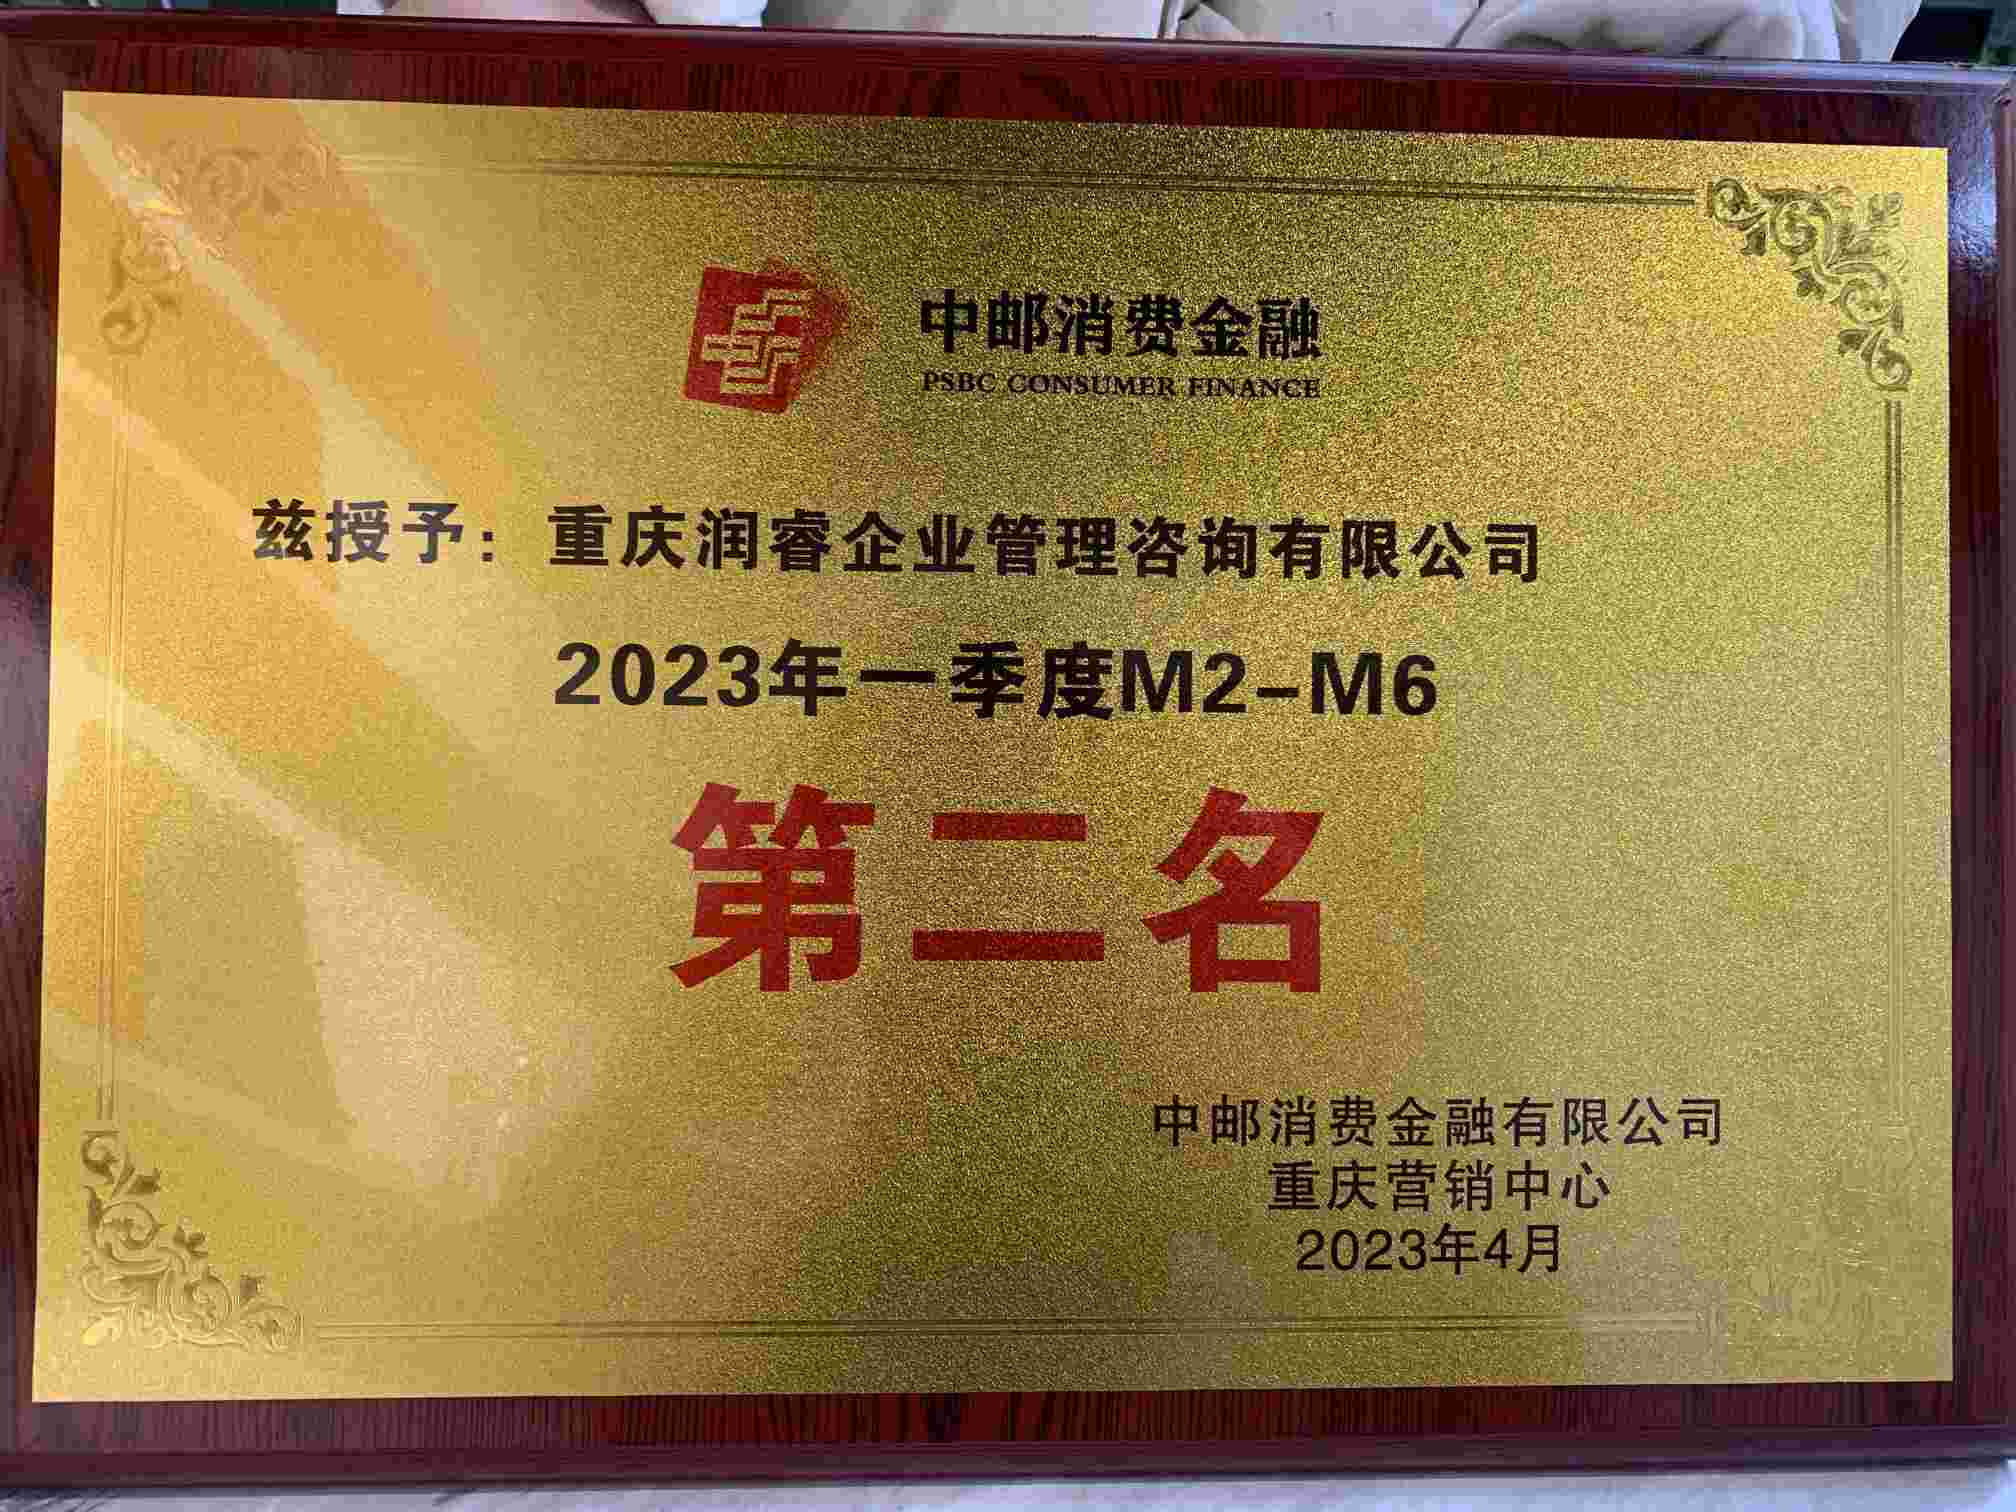 中邮消费金融
PSBC CONSUMER FINANCE
兹授予：重庆润睿企业管理咨询有限公司
2023年一季度M2-M6
第二名
中邮消费金融有限公司
重庆营销中心
2023年4月